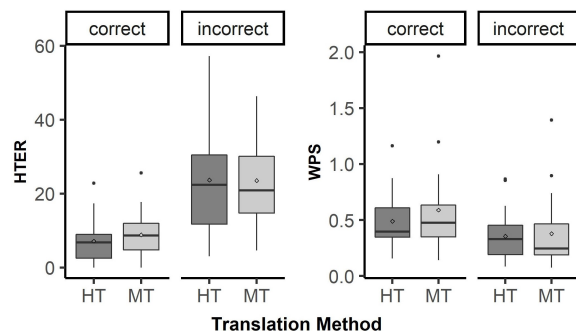 correct
incorrect
60
40
20
0
HTER
HT
MT
HT
MT
correct
incorrect
2.0
1.5
1.0
0.5
0.0
WPS
HT
MT
HT
MT
Translation Method